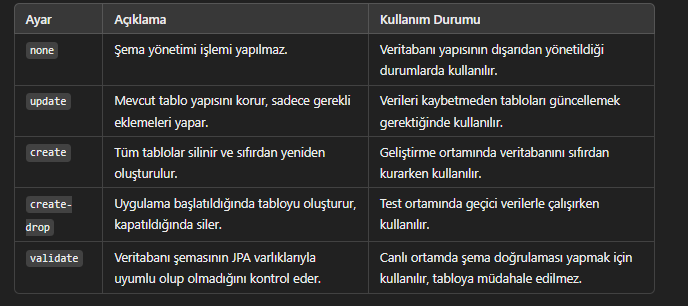 Ayar Açıklama Kullanım Durumu
none Şema yönetimi işlemi yapılmaz. Veritabanı yapısının dışarıdan yönetildiği
durumlarda kullanılır.
update Mevcut tablo yapısını korur, sadece gerekli Verileri kaybetmeden tabloları güncellemek
eklemeleri yapar. gerektiğinde kullanılır.
create Tüm tablolar silinir ve sıfırdan yeniden Geliştirme ortamında veritabanını sıfırdan
oluşturulur. kurarken kullanılır.
create- Uygulama başlatıldığında tabloyu oluşturur, Test ortamında geçici verilerle çalışırken
drop kapatıldığında siler. kullanılır.
validate Veritabanı şemasının JPA varlıklarıyla Canlı ortamda şema doğrulaması yapmak için
uyumlu olup olmadığını kontrol eder. kullanılır, tabloya müdahale edilmez.